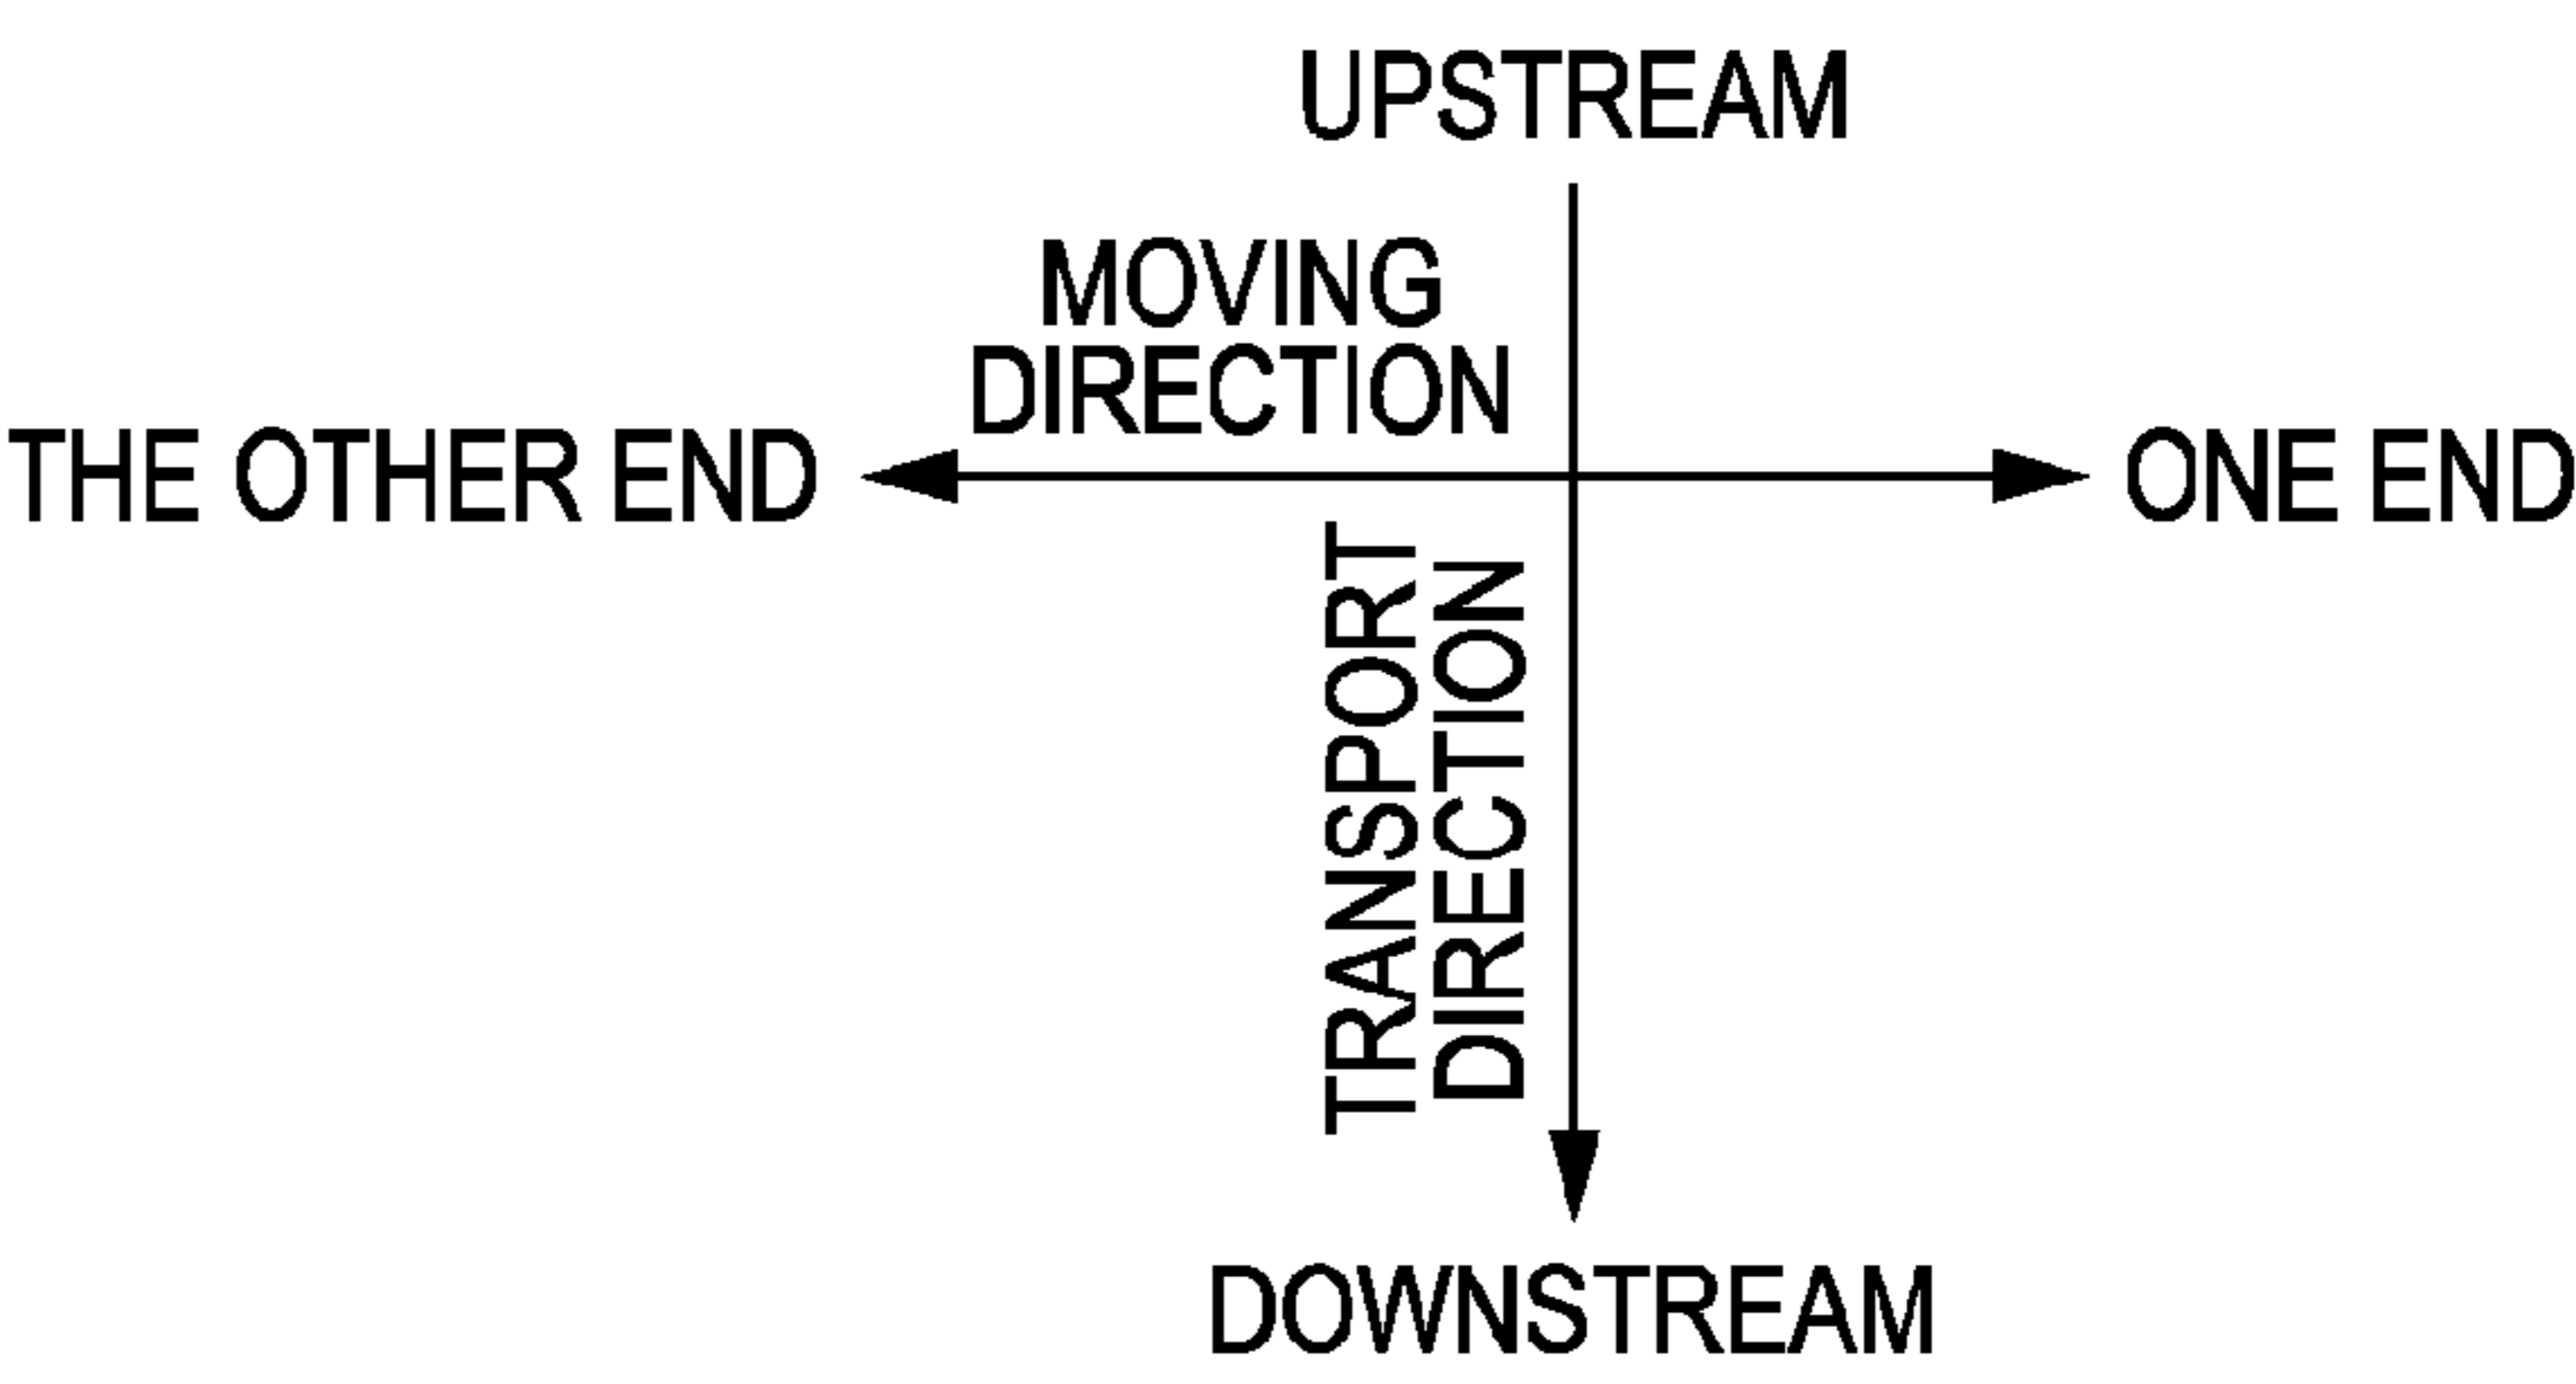 UPSTREAM
MOVING
DIRECTION
THE OTHER END
ONE END
TRANSPORT
DIRECTION
DOWNSTREAM